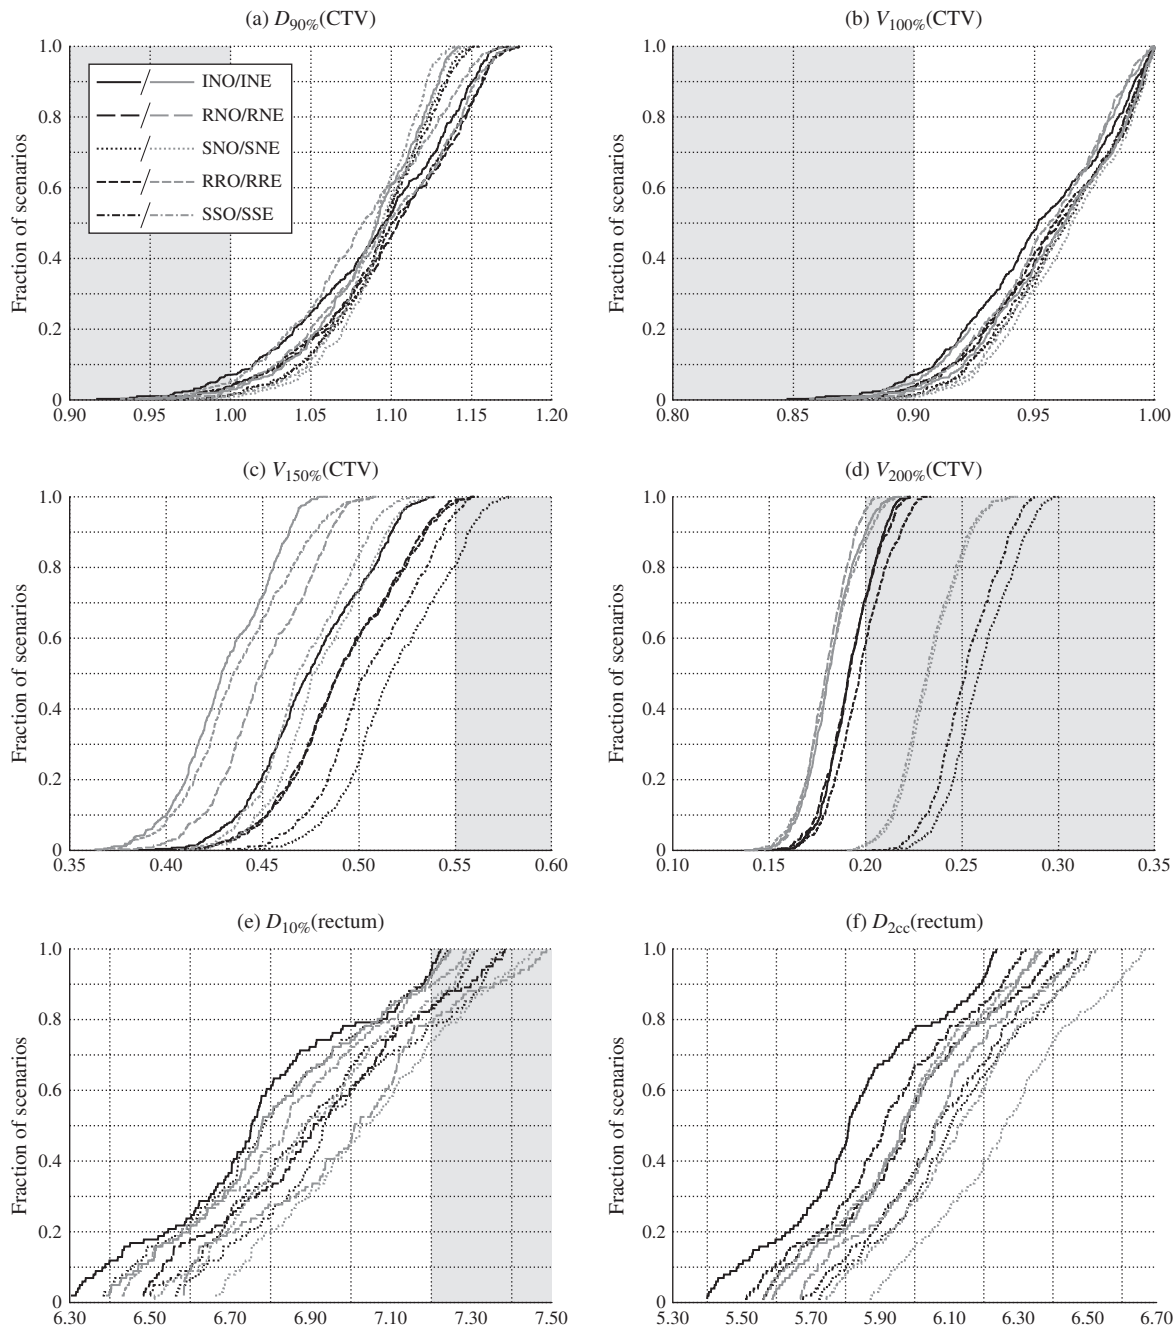 (a) D90%(CTV)
(b) V100%(CTV)
Fraction of scenarios
1.0
0.8
0.6
0.4
0.2
0
0.90 0.95 1.00 1.05 1.10 1.15 1.20
INO/INE
RNO/RNE
SNO/SNE
RRO/RRE
SSO/SSE
Fraction of scenarios
1.0
0.8
0.6
0.4
0.2
0
0.80 0.85 0.90 0.95 1.00
(c) V150%(CTV)
(d) V200%(CTV)
Fraction of scenarios
1.0
0.8
0.6
0.4
0.2
0
0.35 0.40 0.45 0.50 0.55 0.60
Fraction of scenarios
1.0
0.8
0.6
0.4
0.2
0
0.10 0.15 0.20 0.25 0.30 0.35
(e) D10%(rectum)
(f) D2cc(rectum)
Fraction of scenarios
1.0
0.8
0.6
0.4
0.2
0
6.30 6.50 6.70 6.90 7.10 7.30 7.50
Fraction of scenarios
1.0
0.8
0.6
0.4
0.2
0
5.30 5.50 5.70 5.90 6.10 6.30 6.50 6.70